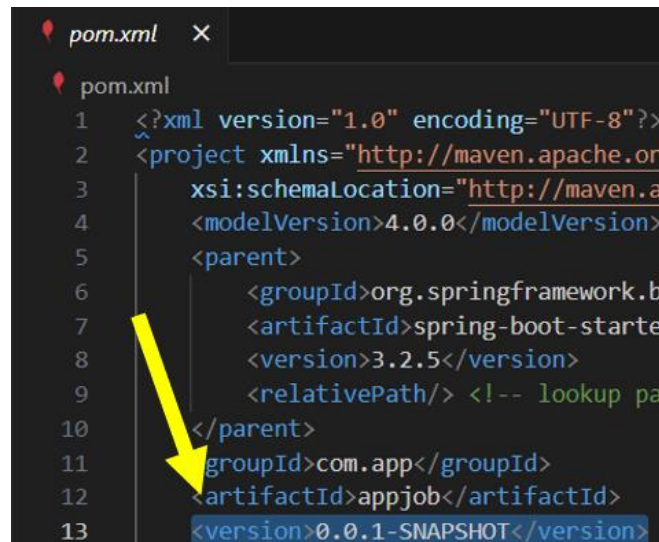 pom.xml
pom.xml
1 <?xml version="1.0" encoding="UTF-8"?>
2 <project xmlns="http://maven.apache.or
3 xsi:schemaLocation="http://maven.a
4 <modelVersion>4.0.0</modelVersion>
5 <parent>
6 <groupId>org.springframework.b
7 <artifactId>spring-boot-starte
8 <version>3.2.5</version>
9 <relativePath/> <!-- lookup pa
10 </parent>
11 groupId>com.app</groupId>
12 <artifactId>appjob</artifactId>
13 <version>0.0.1-SNAPSHOT</version>